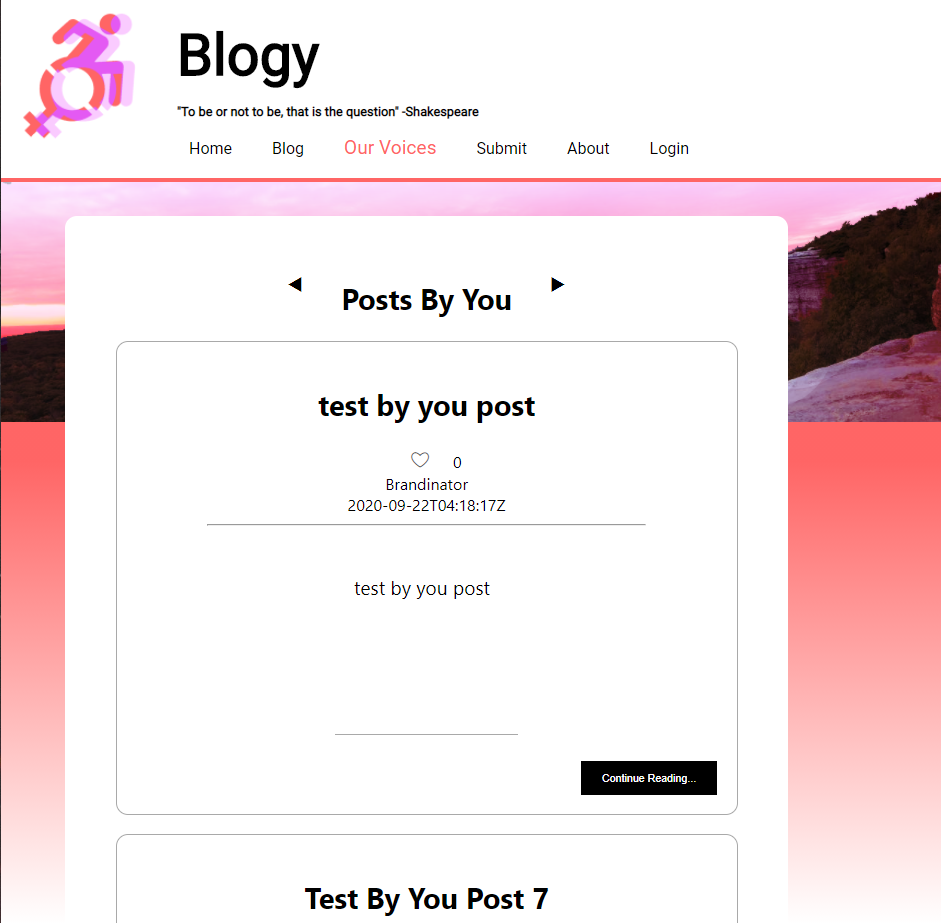 Blogy
"To be or not to be, that is the question" -Shakespeare
Home Blog Our Voices Submit About Login
Posts By You
test by you post
0
Brandinator
2020-09-22T04:18:17Z
test by you post
Continue Reading...
Test By You Post 7